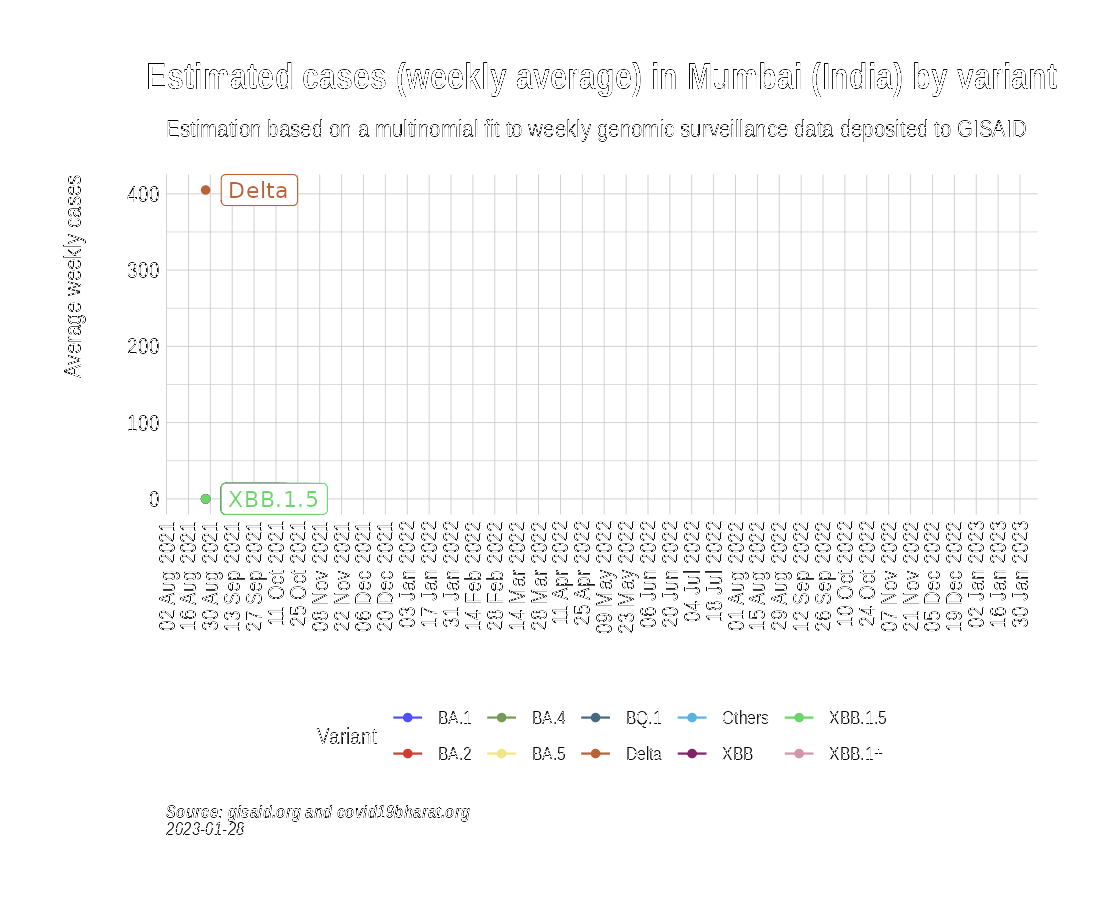 Estimated cases (weekly average) in Mumbai (India) by variant
Estimation based on a multinomial fit to weekly genomic surveillance data deposited to GISAID
Average weekly cases
400
300
200
100
0
Delta
XBB.1.5
02 Aug 2021
16 Aug 2021
30 Aug 2021
13 Sep 2021
27 Sep 2021
11 Oct 2021
25 Oct 2021
08 Nov 2021
22 Nov 2021
06 Dec 2021
20 Dec 2021
03 Jan 2022
17 Jan 2022
31 Jan 2022
14 Feb 2022
28 Feb 2022
14 Mar 2022
28 Mar 2022
11 Apr 2022
25 Apr 2022
09 May 2022
23 May 2022
06 Jun 2022
20 Jun 2022
04 Jul 2022
18 Jul 2022
01 Aug 2022
15 Aug 2022
29 Aug 2022
12 Sep 2022
26 Sep 2022
10 Oct 2022
24 Oct 2022
07 Nov 2022
21 Nov 2022
05 Dec 2022
19 Dec 2022
02 Jan 2023
16 Jan 2023
30 Jan 2023
Variant
BA.1 BA.4 BQ.1 Others XBB.1.5
BA.2 BA.5 Delta XBB XBB.1+
Source: gisaid.org and covid19bharat.org
2023-01-28